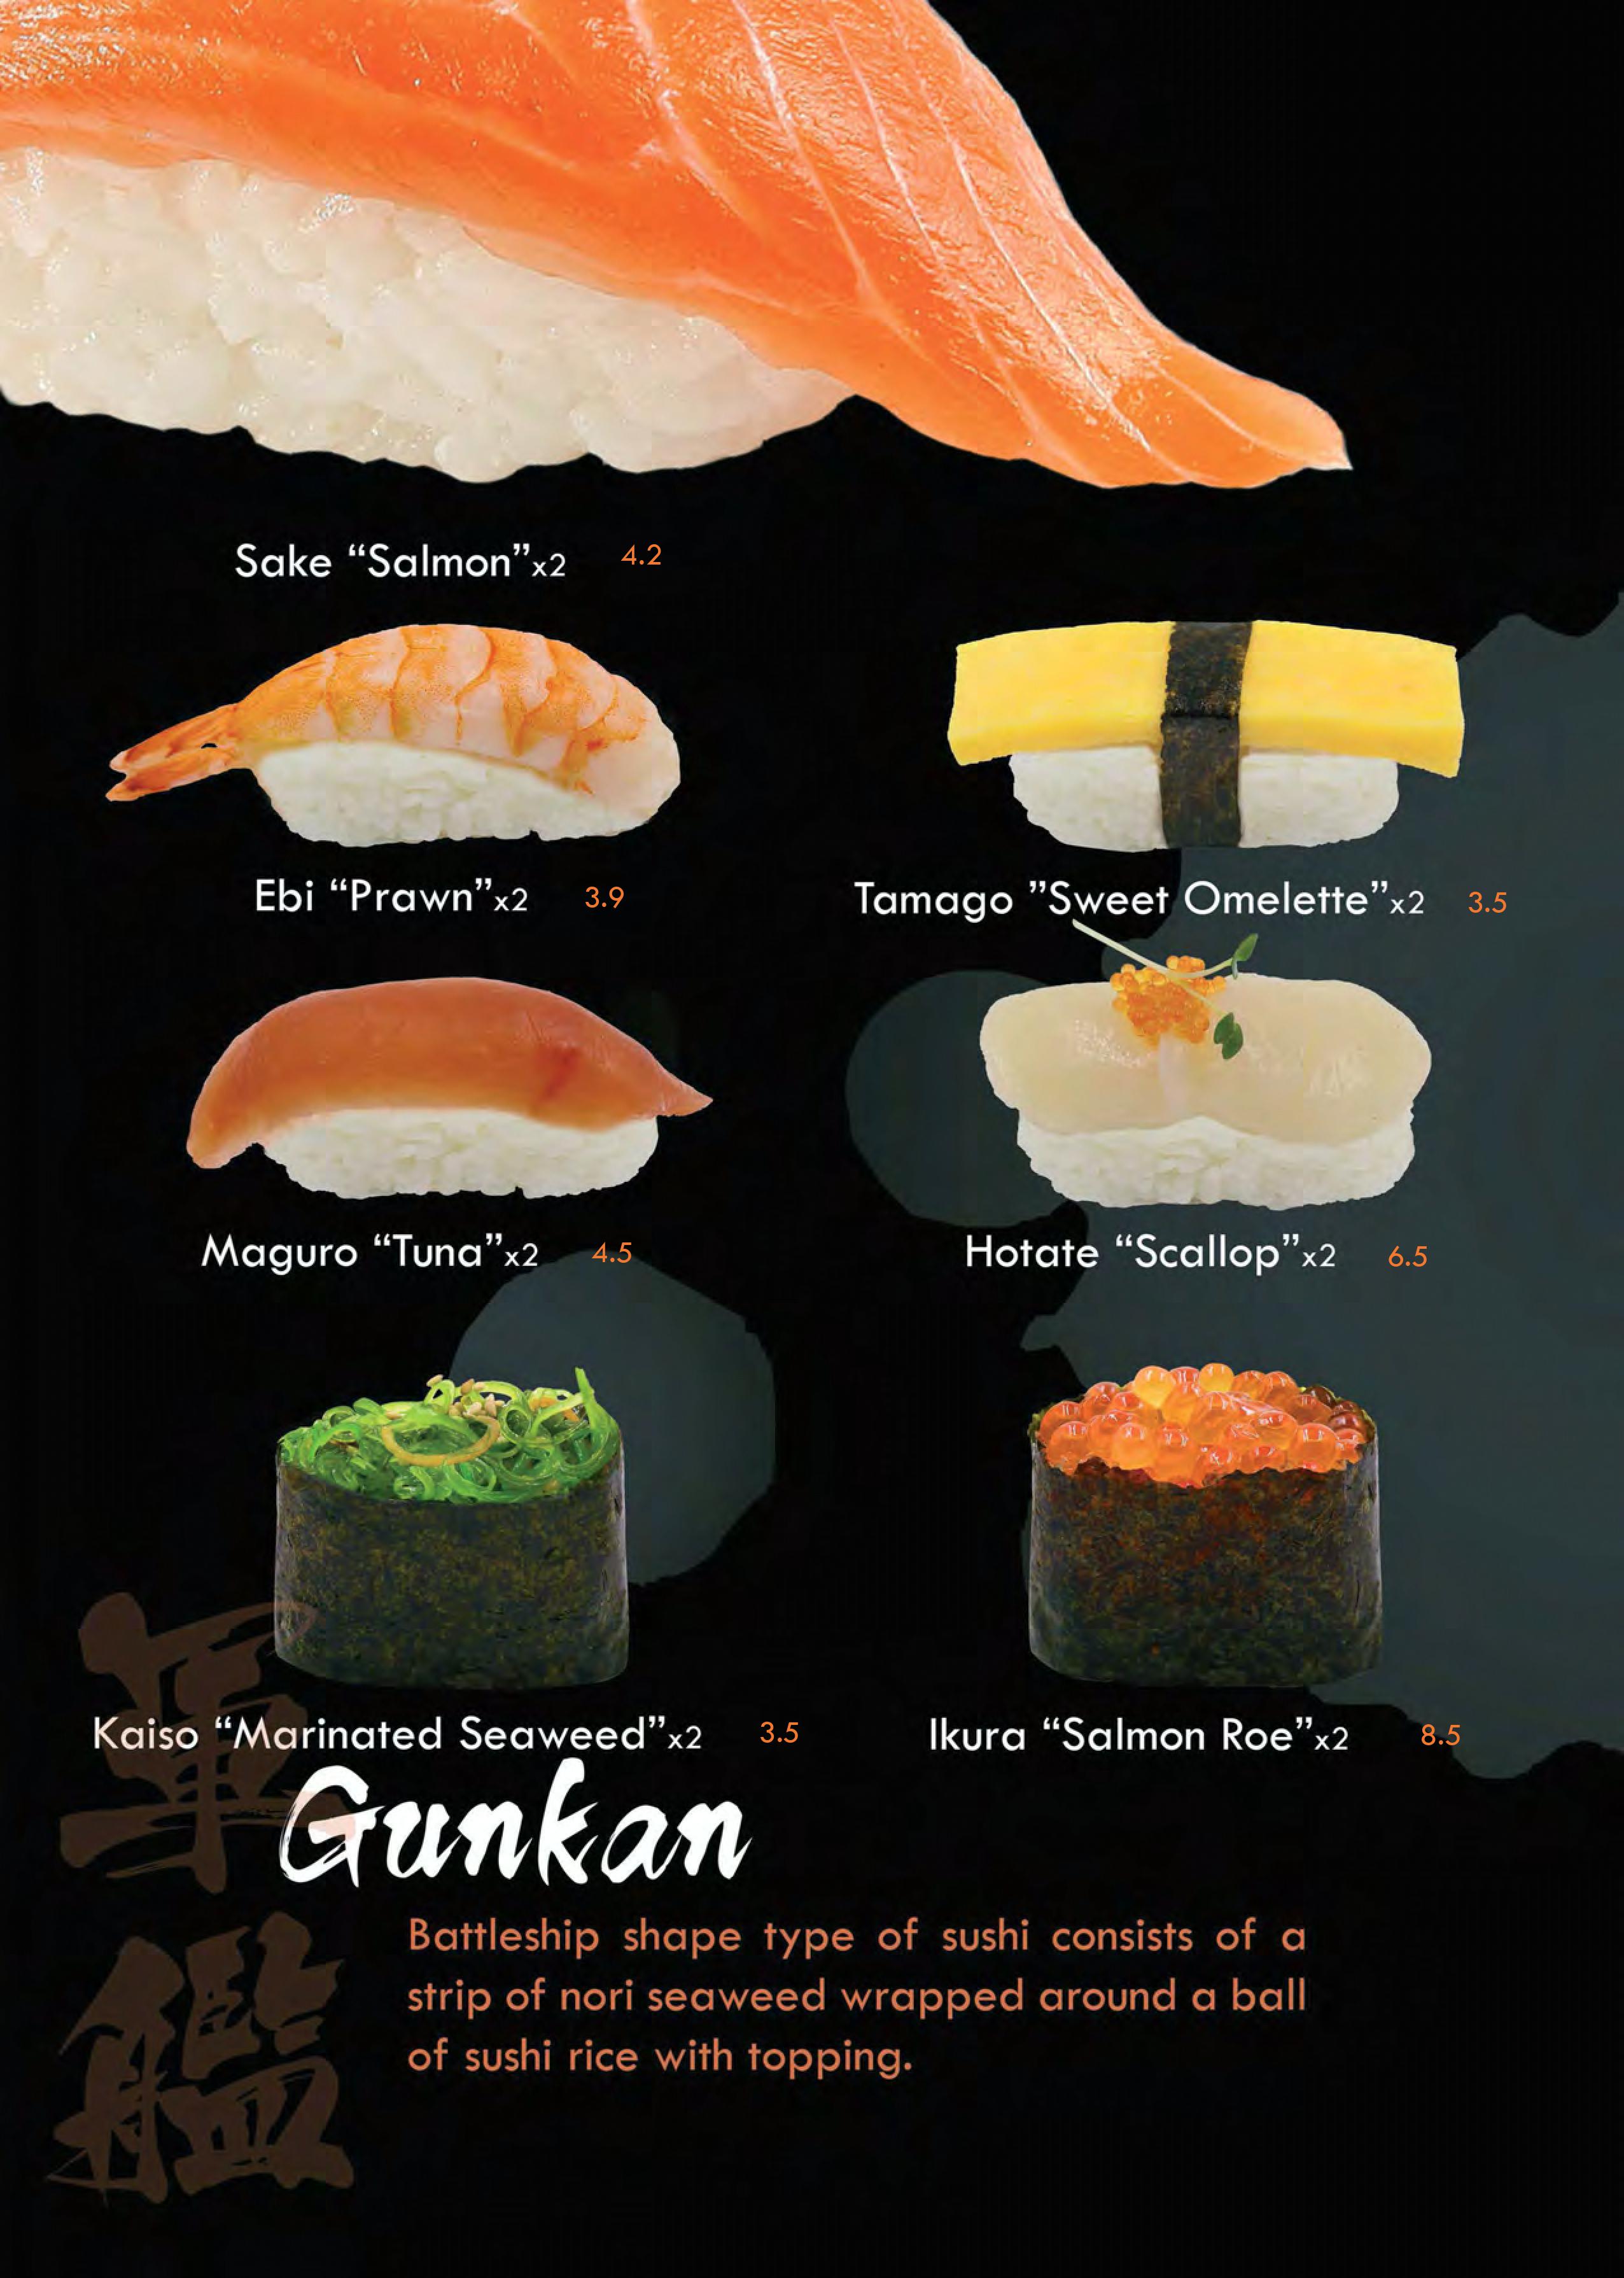 Sake “Salmon”x2 4.2
Ebi “Prawn”x2 3.9
Tamago ”Sweet Omelette”x2 3.5
Maguro “Tuna”x2 4.5
Hotate “Scallop”x2 6.5
Kaiso “Marinated Seaweed”x2 3.5
Ikura “Salmon Roe”x2 8.5
軍艦
Gunkan
Battleship shape type of sushi consists of a
strip of nori seaweed wrapped around a ball
of sushi rice with topping.